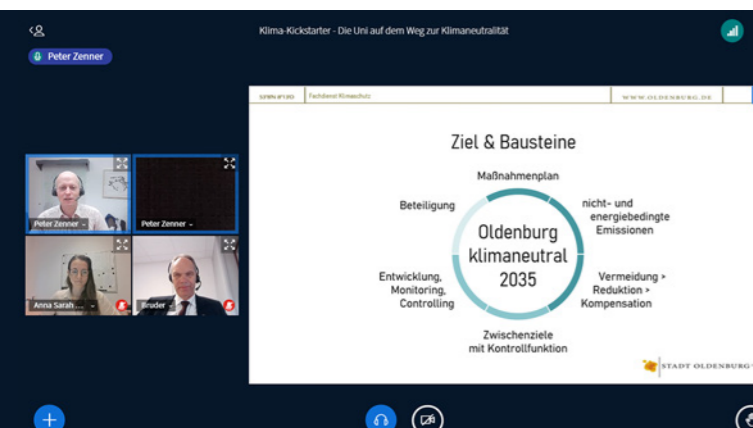 Klima-Kickstarter - Die Uni auf dem Weg zur Klimaneutralität
Peter Zenner
Fachdienst Klimaschutz
WWW.OLDENBURG.DE
Ziel & Bausteine
Maßnahmenplan
nicht- und
energiebedingte
Emissionen
Vermeidung >
Reduktion >
Kompensation
Zwischenziele
mit Kontrollfunktion
Entwicklung,
Monitoring,
Controlling
Beteiligung
Oldenburg
klimaneutral
2035
STADT OLDENBURG
Peter Zenner
Peter Zenner
Anna Sarah ...
Bruder